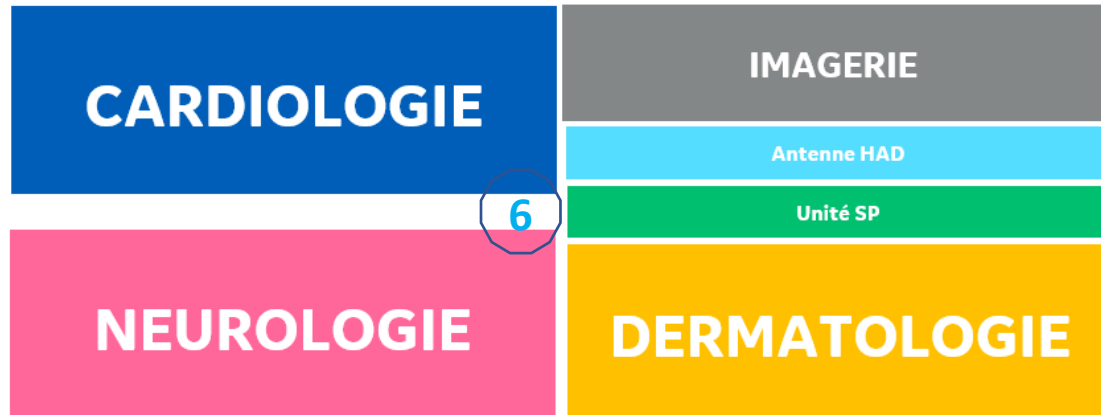 CARDIOLOGIE
IMAGERIE
Antenne HAD
Unité SP
6
NEUROLOGIE
DERMATOLOGIE